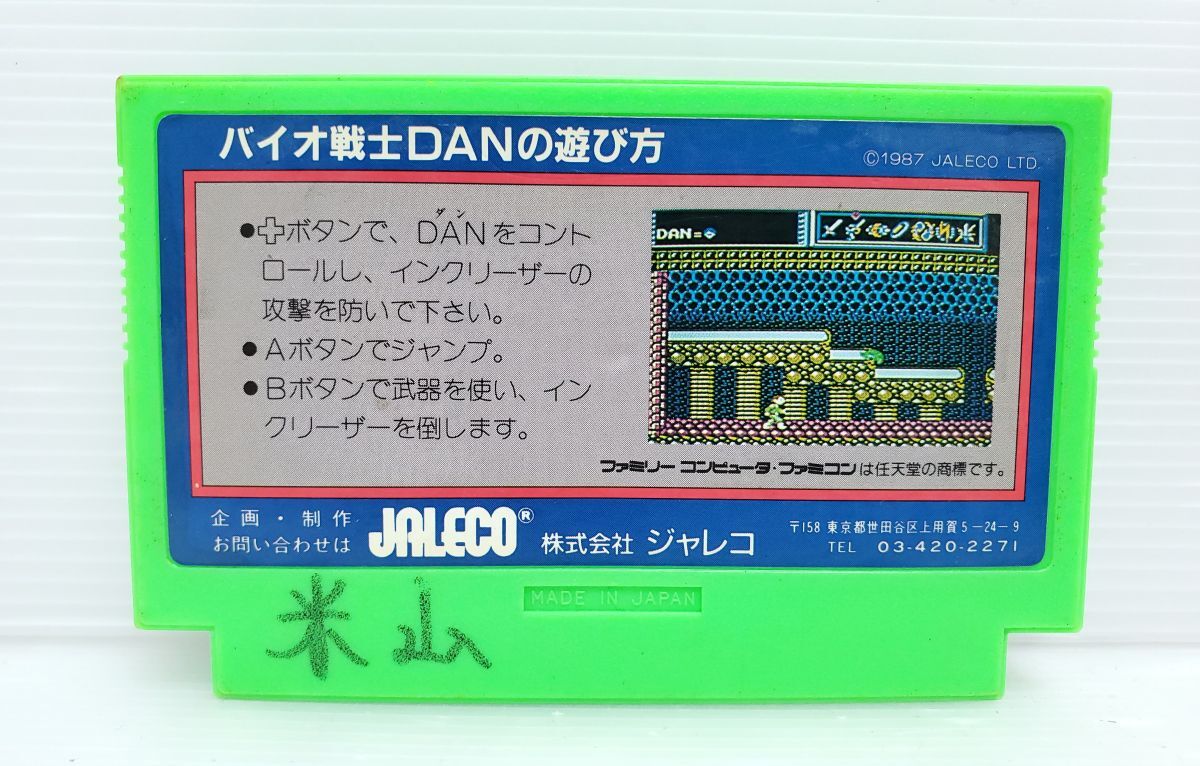 バイオ戦士DANの遊び方
©1987 JALECO LTD.
●✚ボタンで、DANをコント
ダン
ロールし、インクリーザーの
攻撃を防いで下さい。
●Aボタンでジャンプ。
●Bボタンで武器を使い、イン
クリーザーを倒します。
DAN=
ファミリー コンピュータ・ファミコンは任天堂の商標です。
企画・制作
お問い合わせは
JALECO®
株式会社 ジャレコ
〒158 東京都世田谷区上用賀5-24-9
TEL 03-420-2271
MADE IN JAPAN
米山